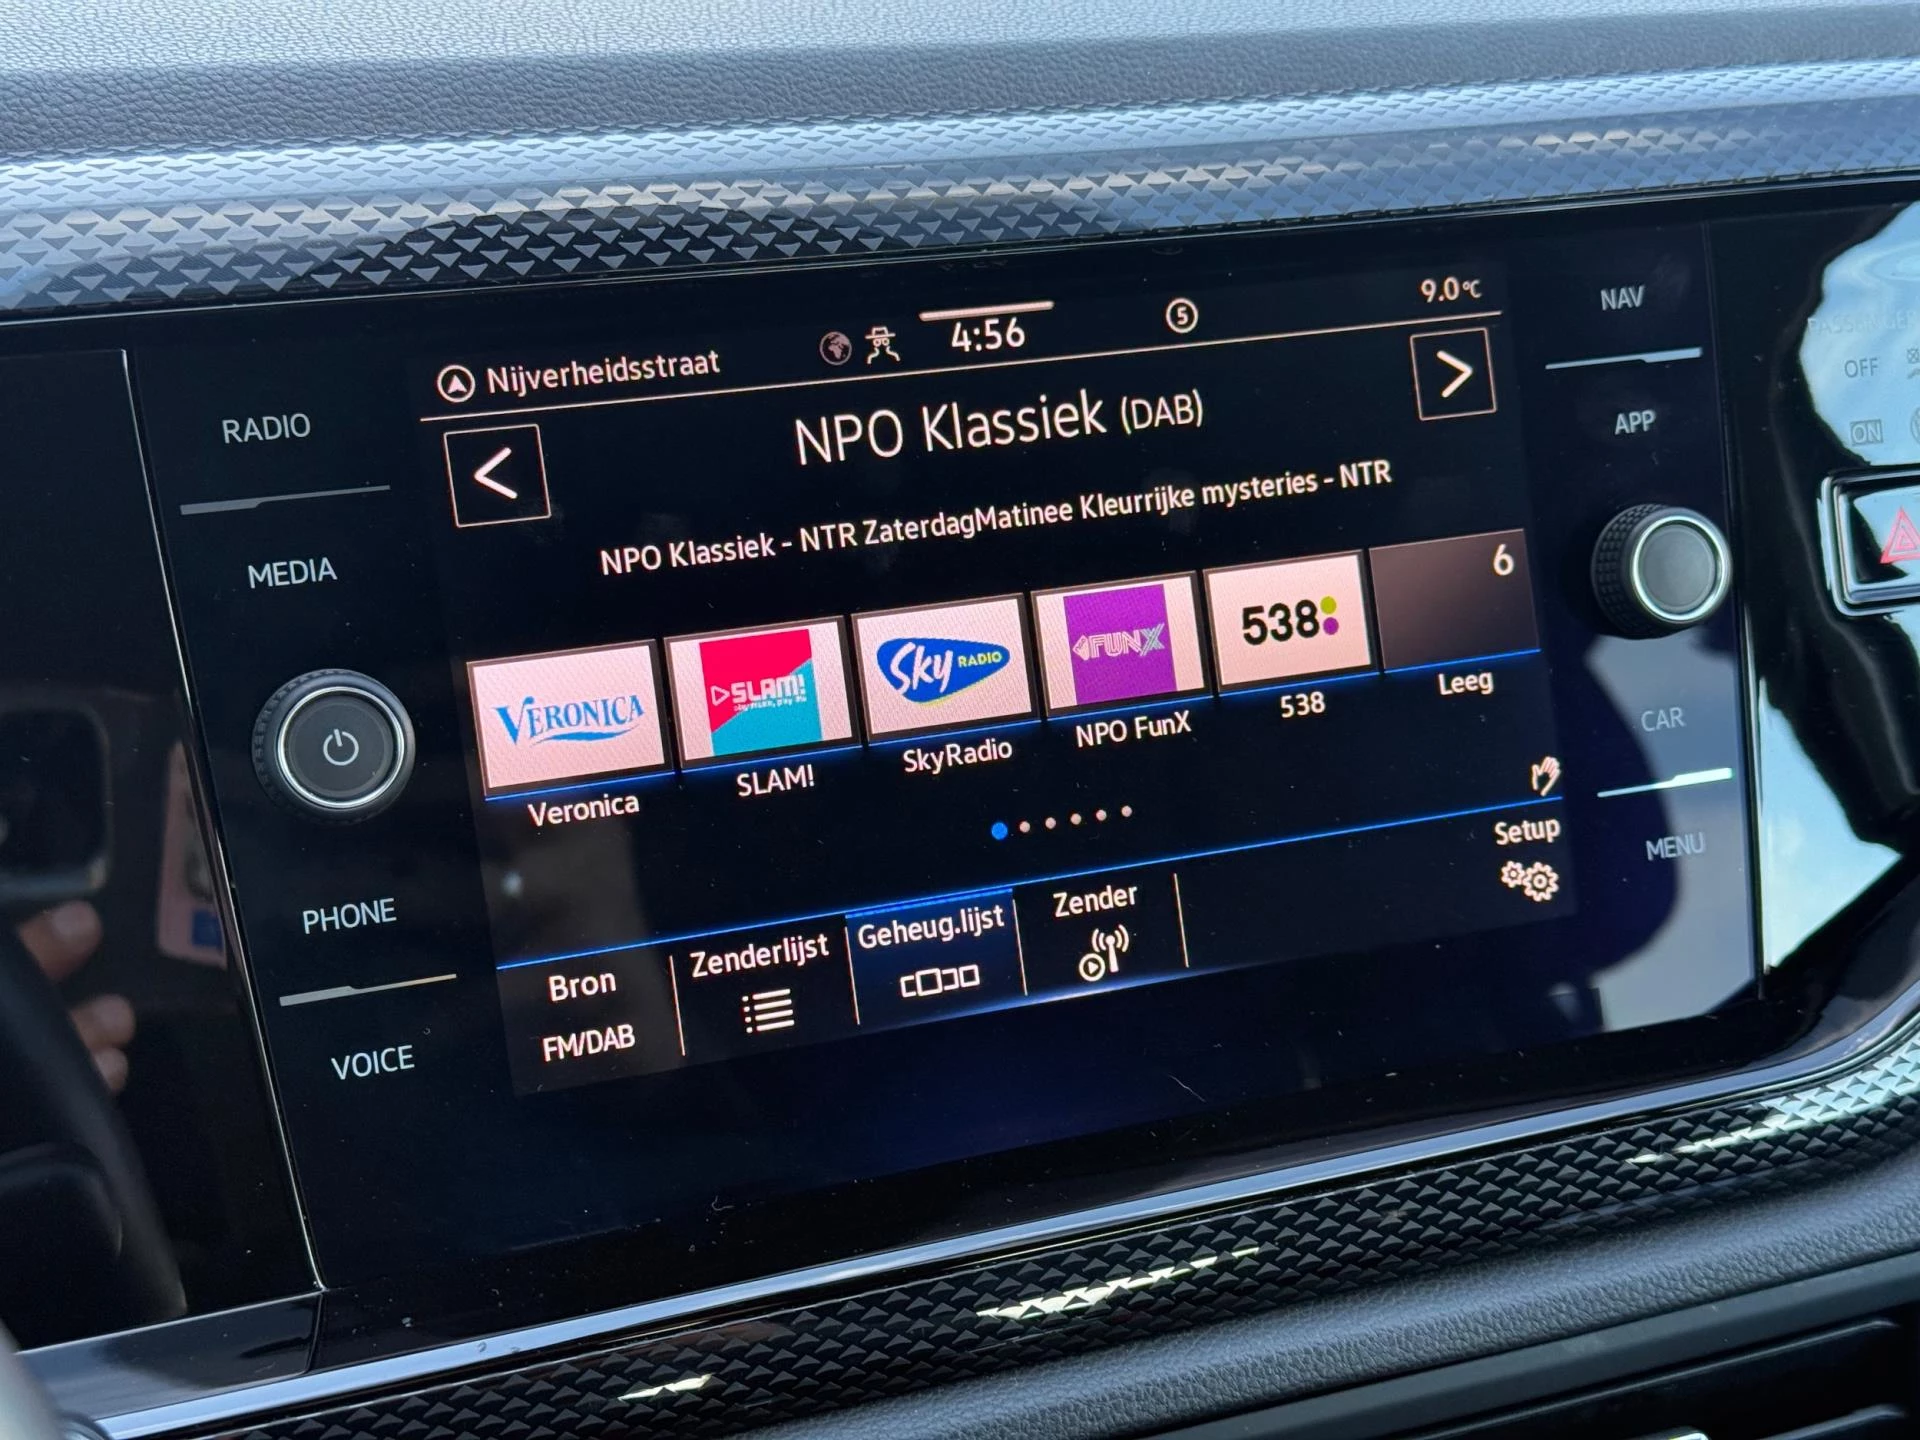 Nijverheidsstraat
4:56
5
9.0°C
NAV
PASSENGER
OFF
ON
RADIO
<
NPO Klassiek (DAB)
>
APP
NPO Klassiek - NTR ZaterdagMatinee Kleurrijke mysteries - NTR
MEDIA
VERONICA
SLAM!
Sky RADIO
FUNX
538
6
Veronica
SLAM!
SkyRadio
NPO FunX
538
Leeg
CAR
Setup
MENU
PHONE
Bron
FM/DAB
Zenderlijst
Geheug.lijst
Zender
VOICE